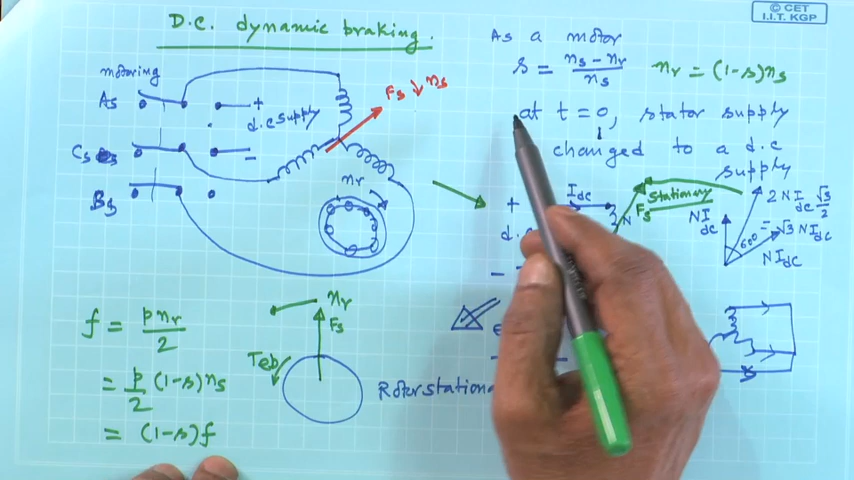 © CET
I.I.T. KGP
D.C. dynamic braking.
motoring
As
+
d.c supply
Cs
-
Bs
Fs ↓ ns
nr
As a motor
s = (ns - nr)/ns nr = (1-s)ns
at t = 0, stator supply
changed to a d.c
supply
+ Idc
d.c
-
N
Fs
Stationary
NIdc
60°
2 N Idc √3/2
= √3 N Idc
N Idc
f = p nr/2
= p/2 (1-s) ns
= (1-s)f
nr
Fs
Teb
Rotor stationa